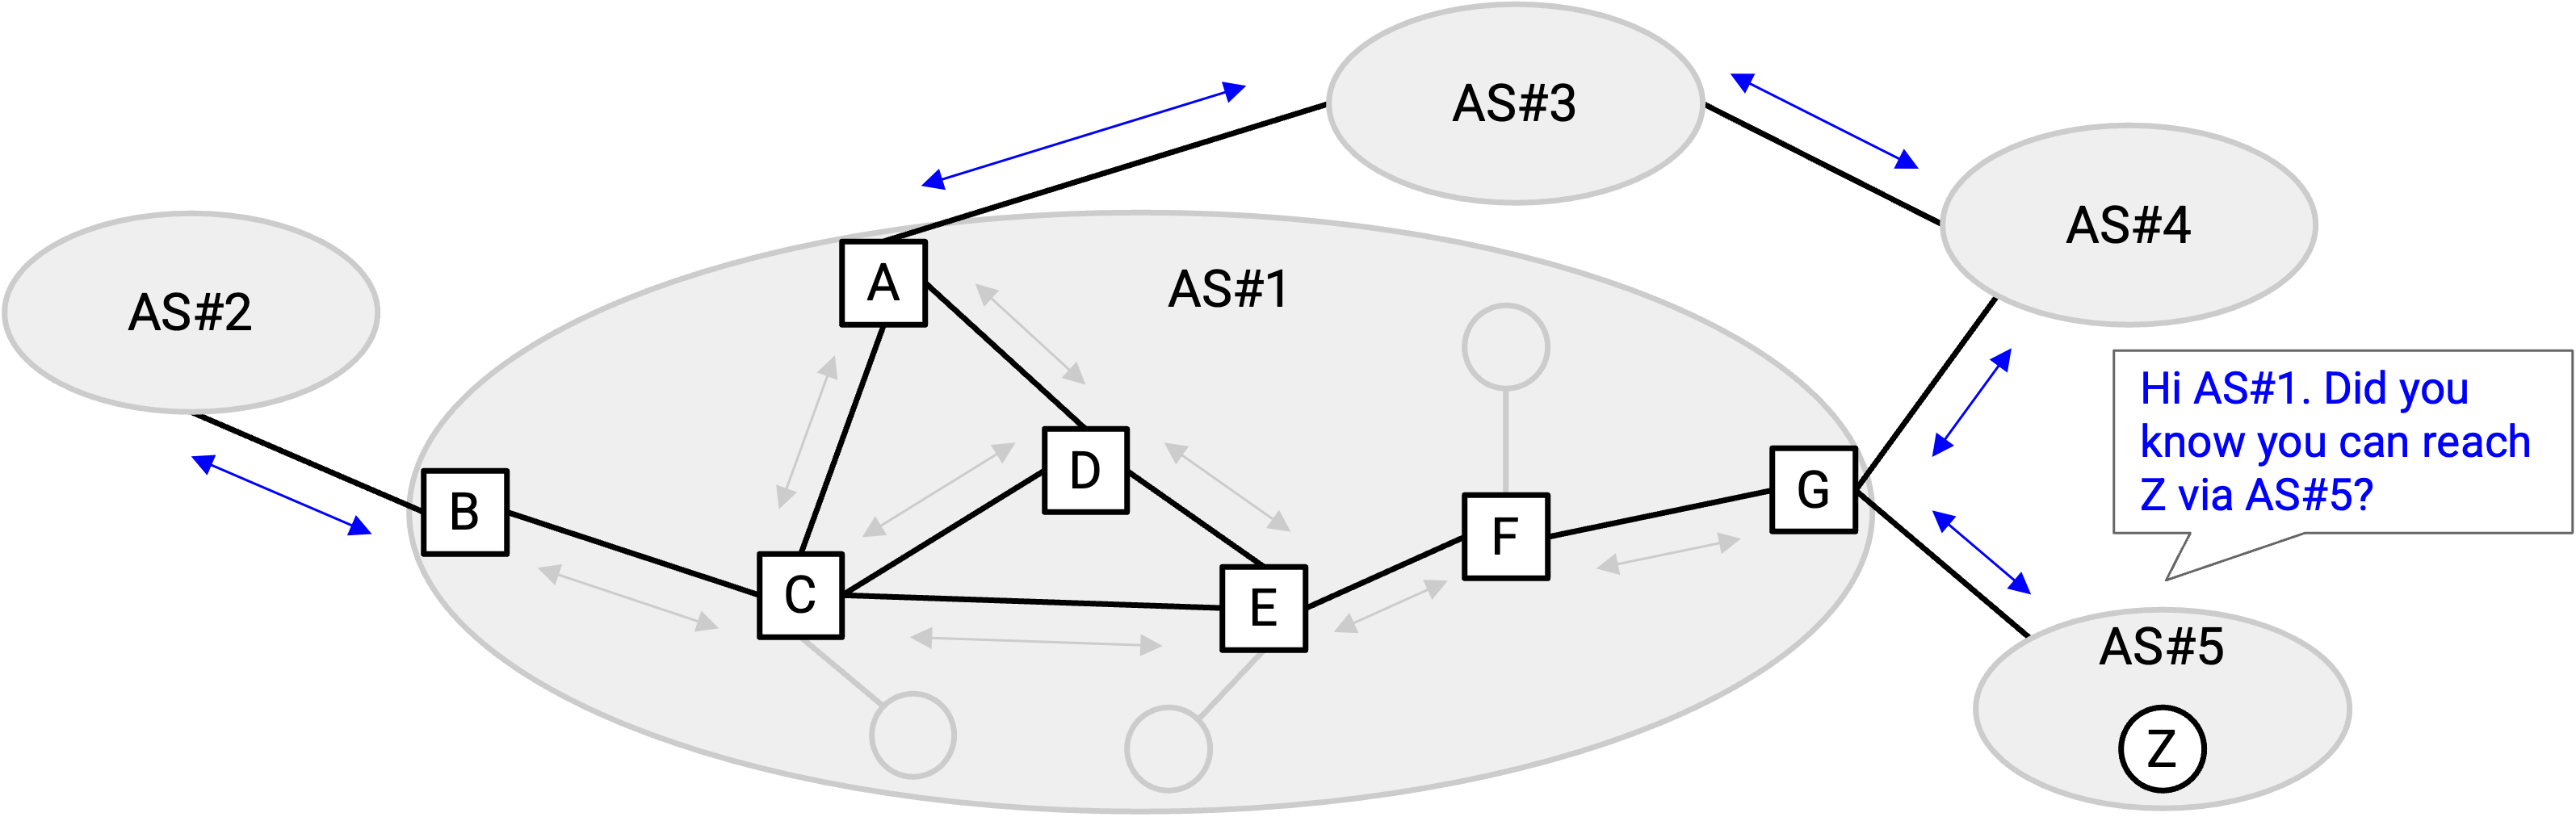 AS#3
AS#4
AS#2
AS#1
A
Hi AS#1. Did you
know you can reach
Z via AS#5?
D
B
G
F
C
E
AS#5
Z